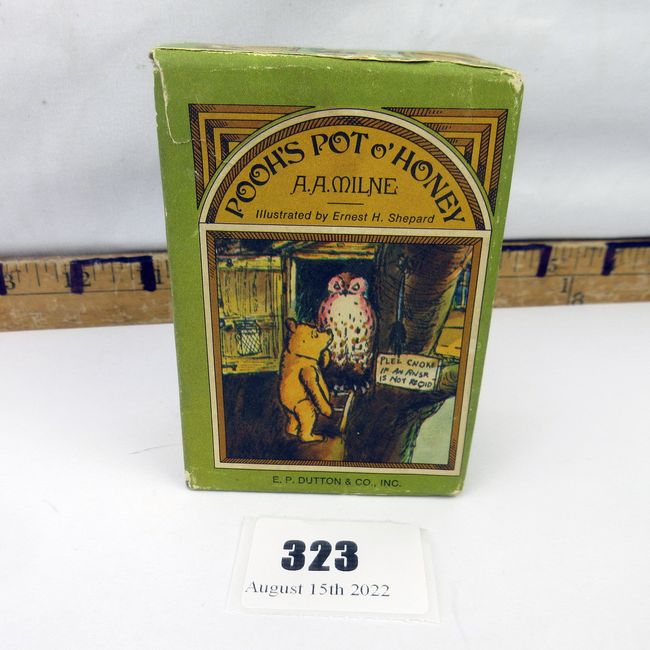 POOH'S POT O' HONEY
A.A. MILNE
Illustrated by Ernest H. Shepard
PLEZ CNOKE
IF AN RNSR
IS NOT REQID
E. P. DUTTON & CO., INC.
323
August 15th 2022